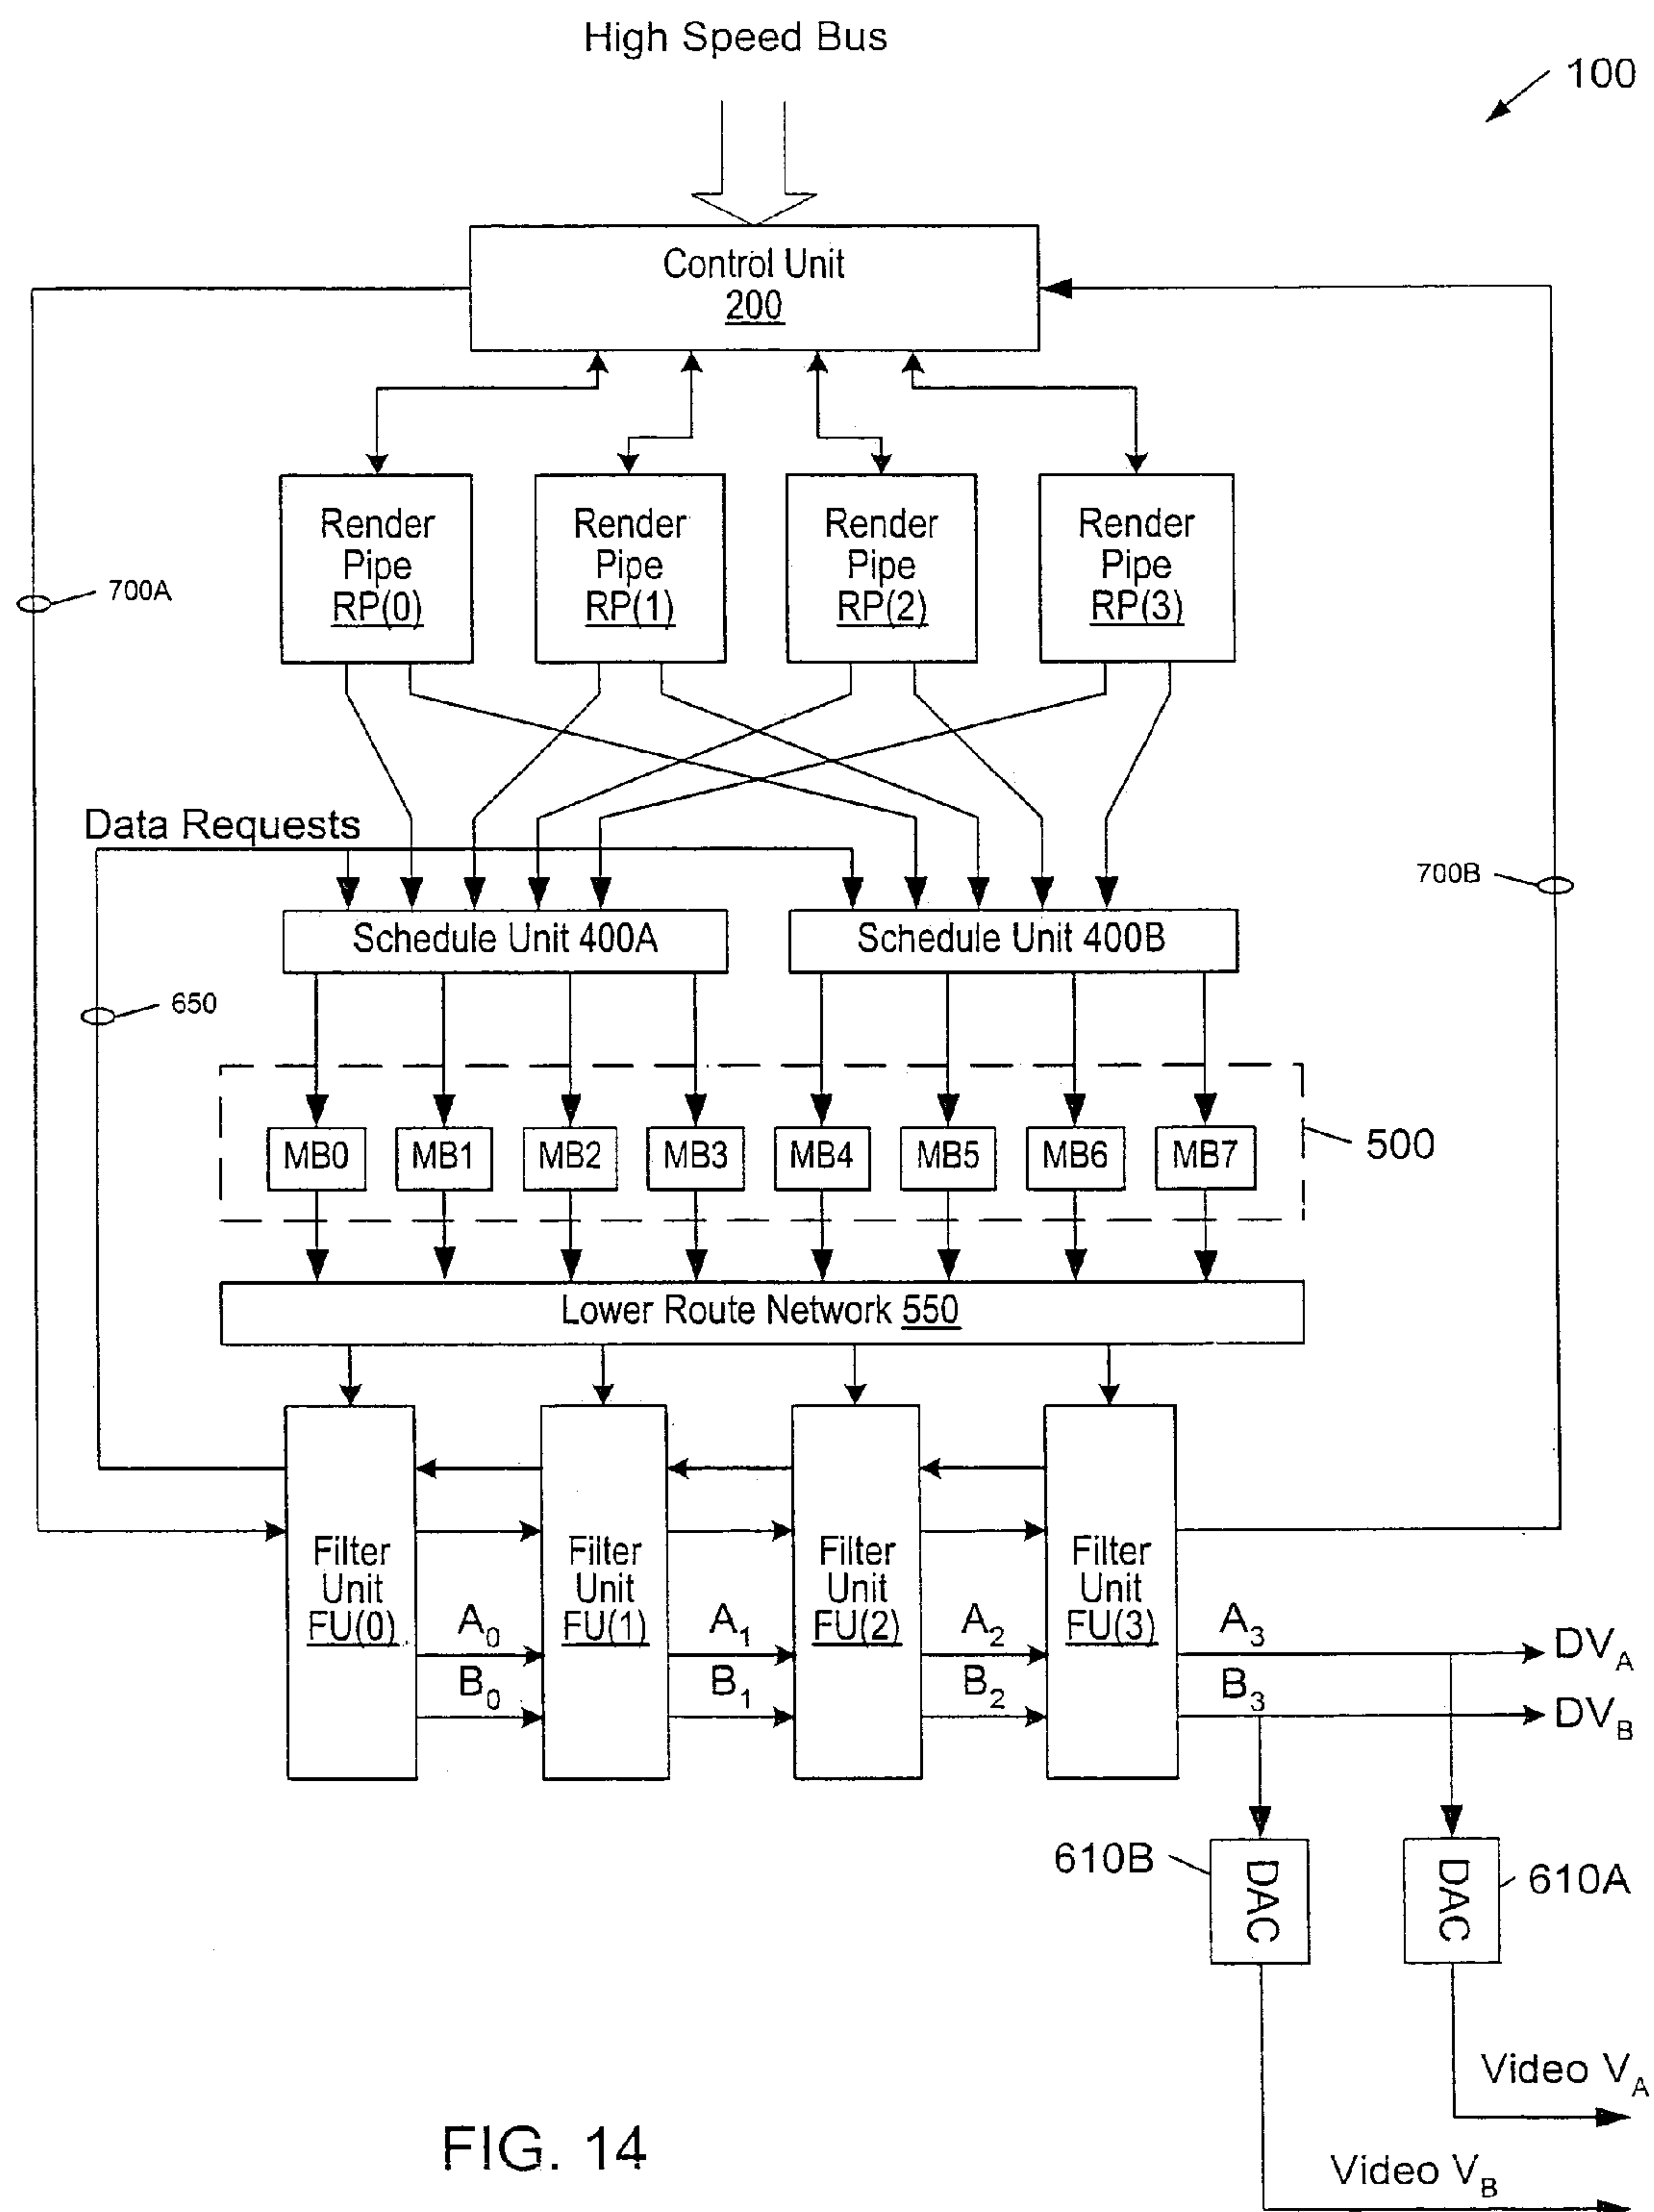 High Speed Bus
100
Control Unit
200
Render
Pipe
RP(0)
Render
Pipe
RP(1)
Render
Pipe
RP(2)
Render
Pipe
RP(3)
700A
Data Requests
700B
Schedule Unit 400A
Schedule Unit 400B
650
MB0
MB1
MB2
MB3
MB4
MB5
MB6
MB7
500
Lower Route Network 550
Filter
Unit
FU(0)
Filter
Unit
FU(1)
Filter
Unit
FU(2)
Filter
Unit
FU(3)
A0
A1
A2
A3
DVA
B0
B1
B2
B3
DVB
610B
DAC
DAC
610A
Video VA
FIG. 14
Video VB